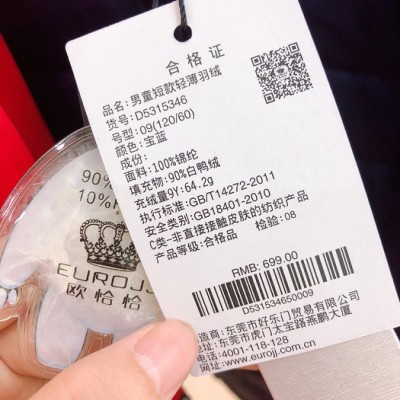 合格证
品名:男童短款轻薄羽绒
货号:D5315346
号型:09(120/60)
颜色:宝蓝
成份:
面料:100%锦纶
填充物:90%白鸭绒
充绒量9Y:64.2g
执行标准:GB/T14272-2011
安全类别:GB18401-2010
C类-非直接接触皮肤的纺织产品
产品等级:合格品 检验:08
RMB: 699.00
D531534650009
造商:东莞市好乐门贸易有限公司
址:东莞市虎门太宝路燕鹏大厦
电话:4001-118-128
www.euroj.com.cn
90%
10%
EUROJJ
欧恰恰